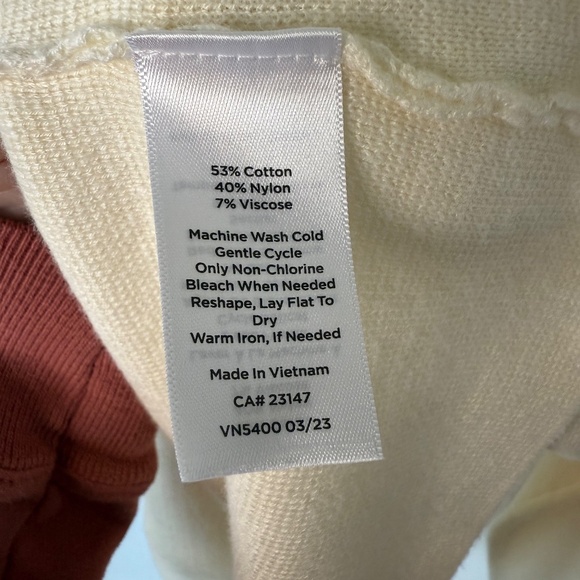 53% Cotton
40% Nylon
7% Viscose
Machine Wash Cold
Gentle Cycle
Only Non-Chlorine
Bleach When Needed
Reshape, Lay Flat To
Dry
Warm Iron, If Needed
Made In Vietnam
CA# 23147
VN5400 03/23